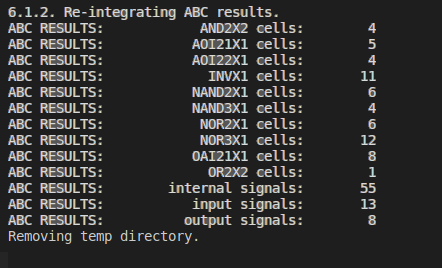 6.1.2. Re-integrating ABC results.
ABC RESULTS: AND2X2 cells: 4
ABC RESULTS: AOI21X1 cells: 5
ABC RESULTS: AOI22X1 cells: 4
ABC RESULTS: INVX1 cells: 11
ABC RESULTS: NAND2X1 cells: 6
ABC RESULTS: NAND3X1 cells: 4
ABC RESULTS: NOR2X1 cells: 6
ABC RESULTS: NOR3X1 cells: 12
ABC RESULTS: OAI21X1 cells: 8
ABC RESULTS: OR2X2 cells: 1
ABC RESULTS: internal signals: 55
ABC RESULTS: input signals: 13
ABC RESULTS: output signals: 8
Removing temp directory.